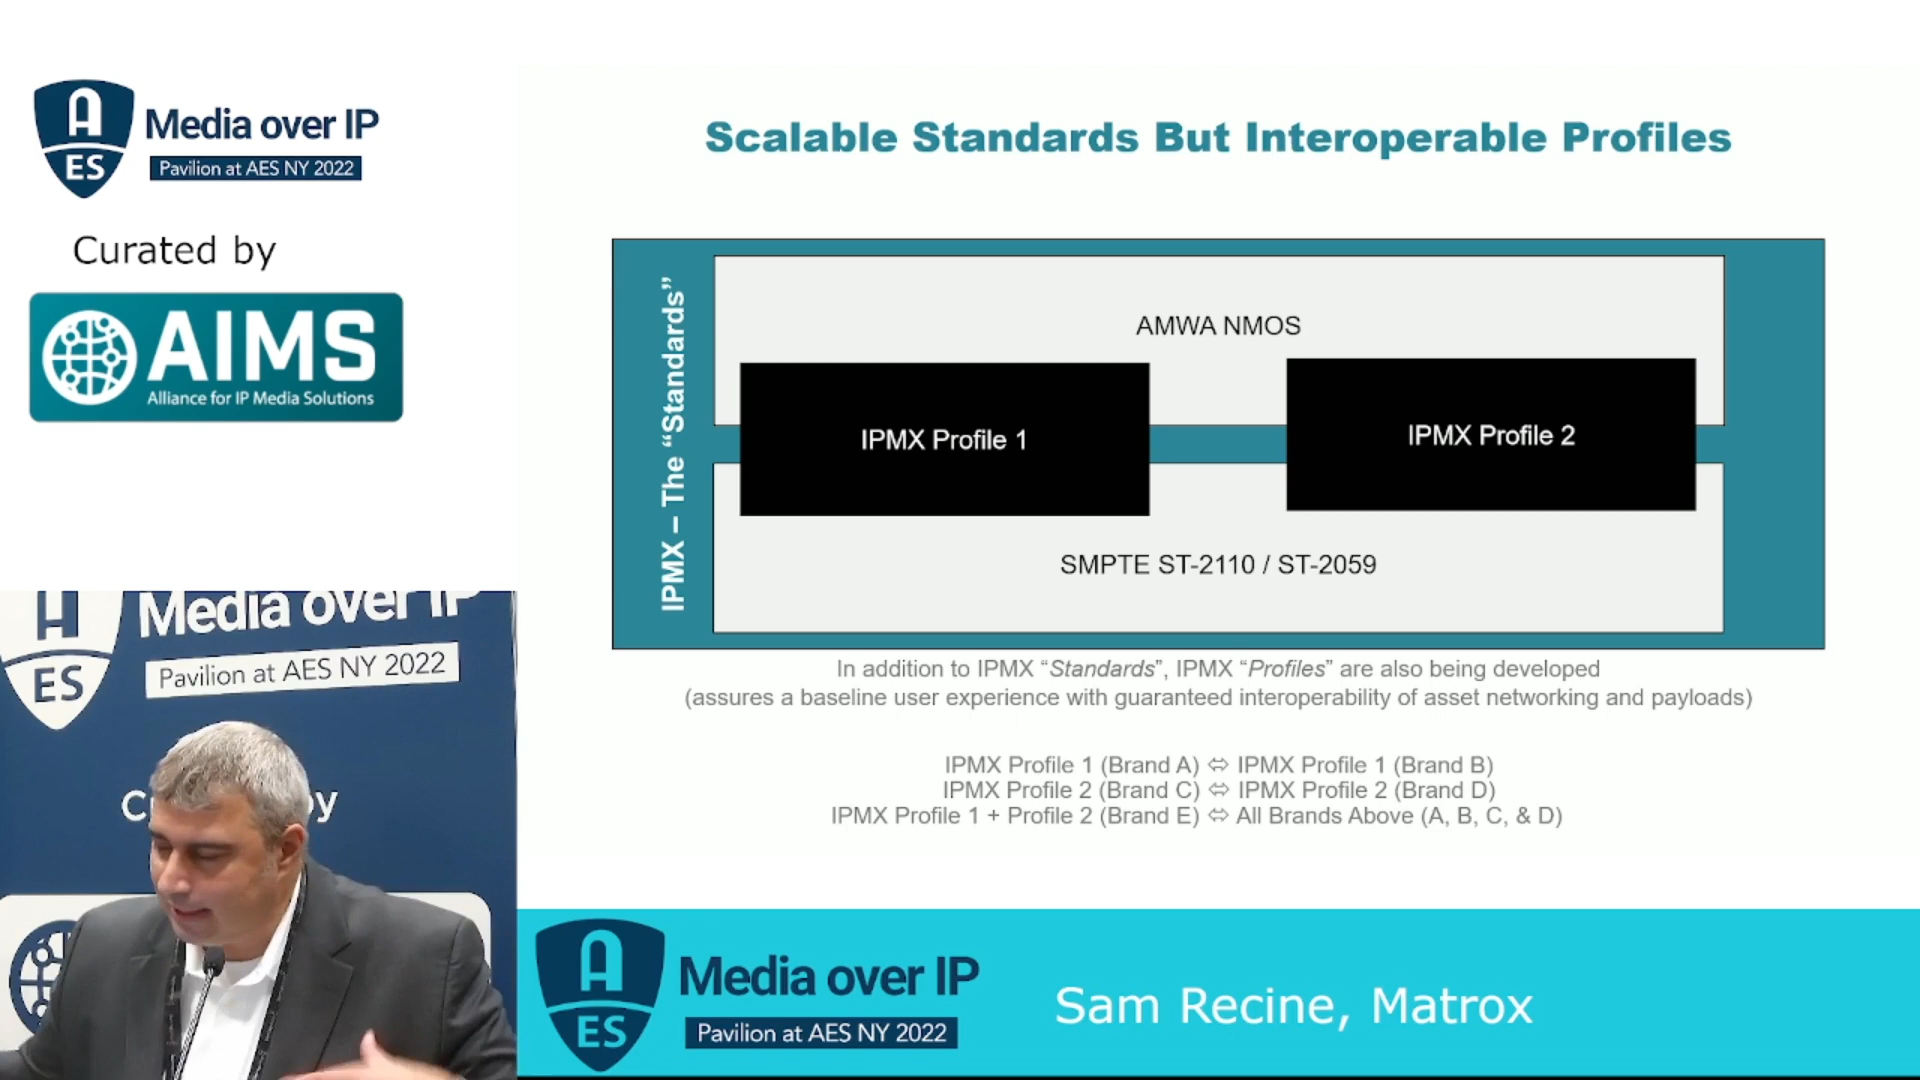 AES
Media over IP
Pavilion at AES NY 2022
Curated by
AIMS
Alliance for IP Media Solutions
Scalable Standards But Interoperable Profiles
IPMX – The “Standards”
AMWA NMOS
IPMX Profile 1
IPMX Profile 2
SMPTE ST-2110 / ST-2059
In addition to IPMX “Standards”, IPMX “Profiles” are also being developed
(assures a baseline user experience with guaranteed interoperability of asset networking and payloads)
IPMX Profile 1 (Brand A) ⬄ IPMX Profile 1 (Brand B)
IPMX Profile 2 (Brand C) ⬄ IPMX Profile 2 (Brand D)
IPMX Profile 1 + Profile 2 (Brand E) ⬄ All Brands Above (A, B, C, & D)
AES
Media over IP
Pavilion at AES NY 2022
AES
Media over IP
Pavilion at AES NY 2022
Sam Recine, Matrox